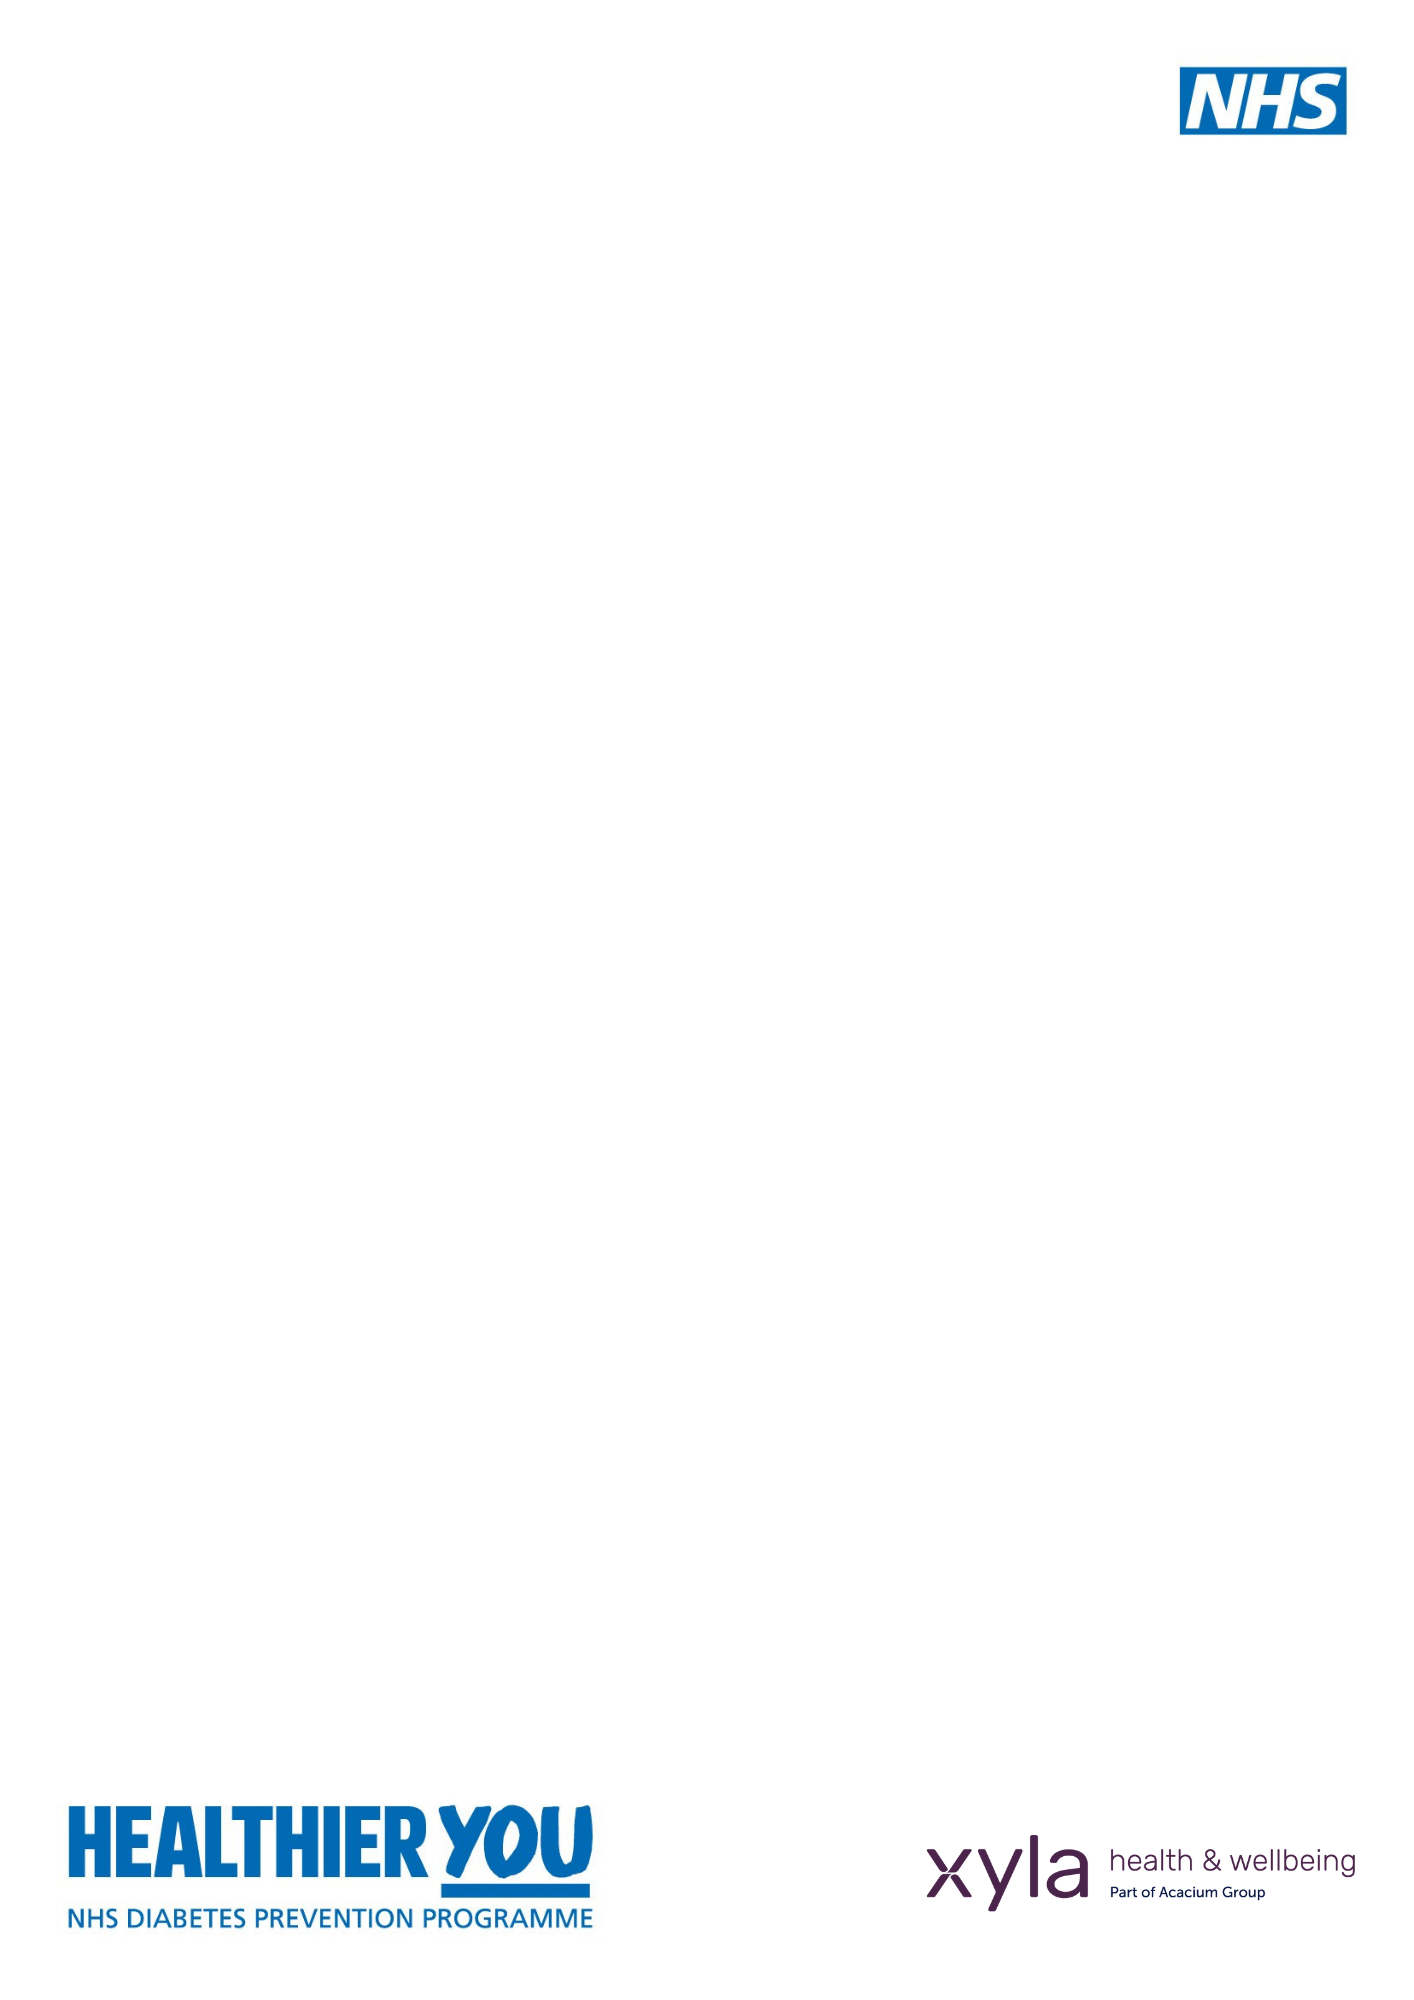 NHS
HEALTHIER YOU
NHS DIABETES PREVENTION PROGRAMME
xyla health & wellbeing
Part of Acacium Group